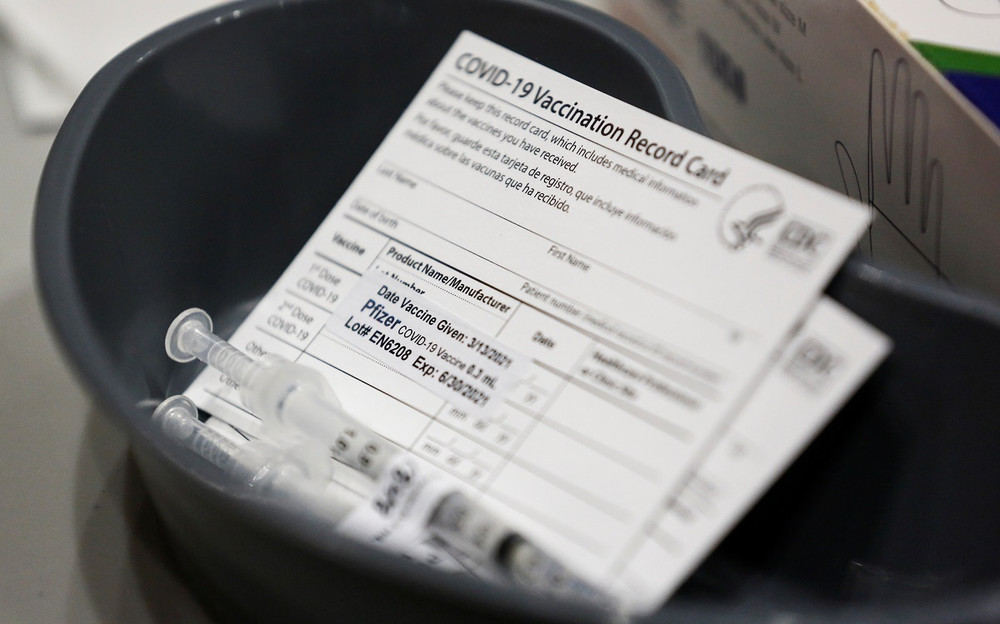 COVID-19 Vaccination Record Card
Please keep this record card, which includes medical information
about the vaccines you have received.
Por favor, guarde esta tarjeta de registro, que incluye información
médica sobre las vacunas que ha recibido.
Last Name
First Name
Date of birth
Patient number
Vaccine
Product Name/Manufacturer
Date
Lot Number
1st Dose
COVID-19
2nd Dose
COVID-19
Other
Other
Date Vaccine Given: 3/13/2021
Pfizer COVID-19 Vaccine 0.3 mL
Lot# EN6208 Exp: 6/30/2021
mm yy
mm yy
CDC
CDC